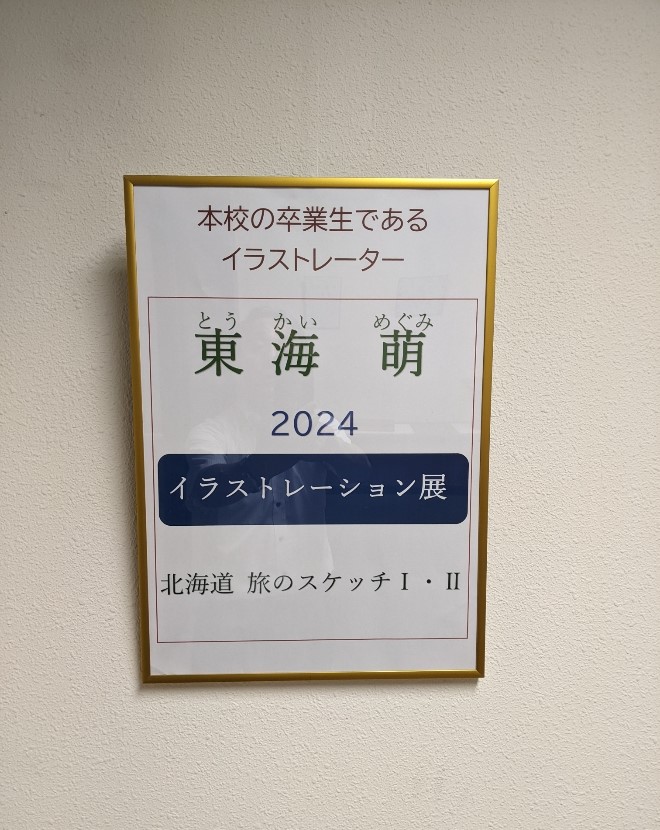 本校の卒業生である
イラストレーター
とう かい めぐみ
東海 萌
2024
イラストレーション展
北海道 旅のスケッチⅠ・Ⅱ